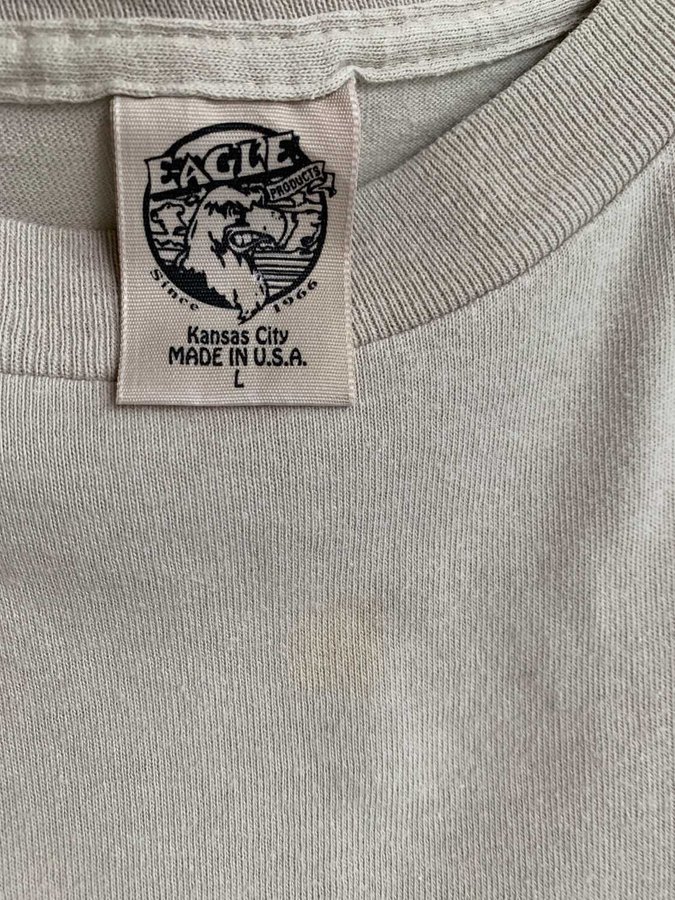 EAGLE
PRODUCTS
Since 1966
Kansas City
MADE IN U.S.A.
L